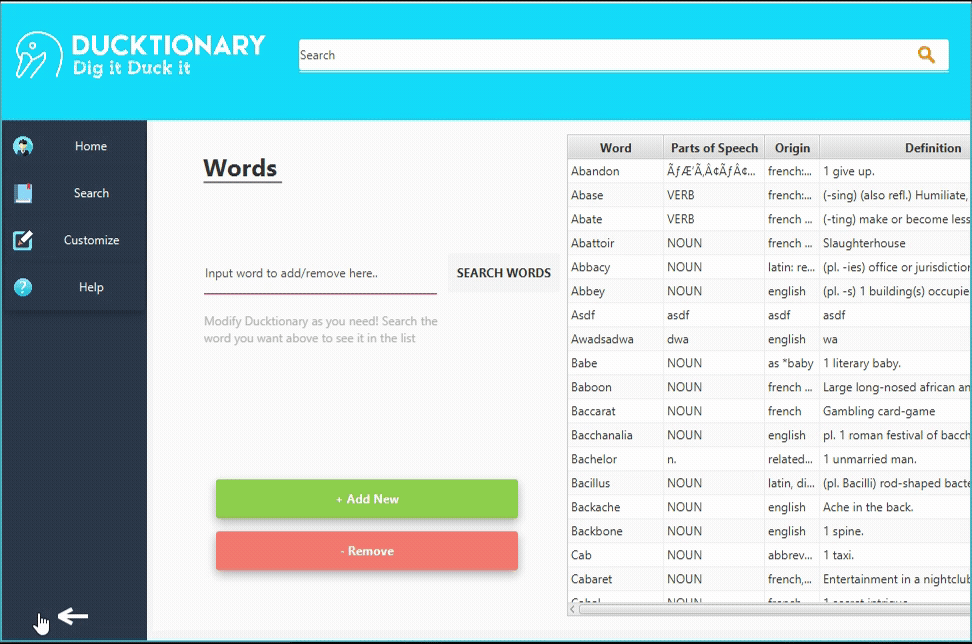 DUCKTIONARY
Dig it Duck it
Search
Home
Search
Customize
Help
Words
Input word to add/remove here..
SEARCH WORDS
Modify Ducktionary as you need! Search the
word you want above to see it in the list
+ Add New
- Remove
Word Parts of Speech Origin Definition
Abandon ÃƒÆ’Ã‚Â¢ÃƒÂ¢... french:... 1 give up.
Abase VERB french:... (-sing) (also refl.) Humiliate,
Abate VERB french ... (-ting) make or become less
Abattoir NOUN french ... Slaughterhouse
Abbacy NOUN latin: re... (pl. -ies) office or jurisdiction
Abbey NOUN english (pl. -s) 1 building(s) occupie
Asdf asdf asdf asdf
Awadsadwa dwa english wa
Babe NOUN as *baby 1 literary baby.
Baboon NOUN french ... Large long-nosed african an
Baccarat NOUN french Gambling card-game
Bacchanalia NOUN english pl. 1 roman festival of bacch
Bachelor n. related... 1 unmarried man.
Bacillus NOUN latin, di... (pl. Bacilli) rod-shaped bacte
Backache NOUN english Ache in the back.
Backbone NOUN english 1 spine.
Cab NOUN abbrev... 1 taxi.
Cabaret NOUN french,... Entertainment in a nightclub
Cabal NOUN french 1 secret intrigue